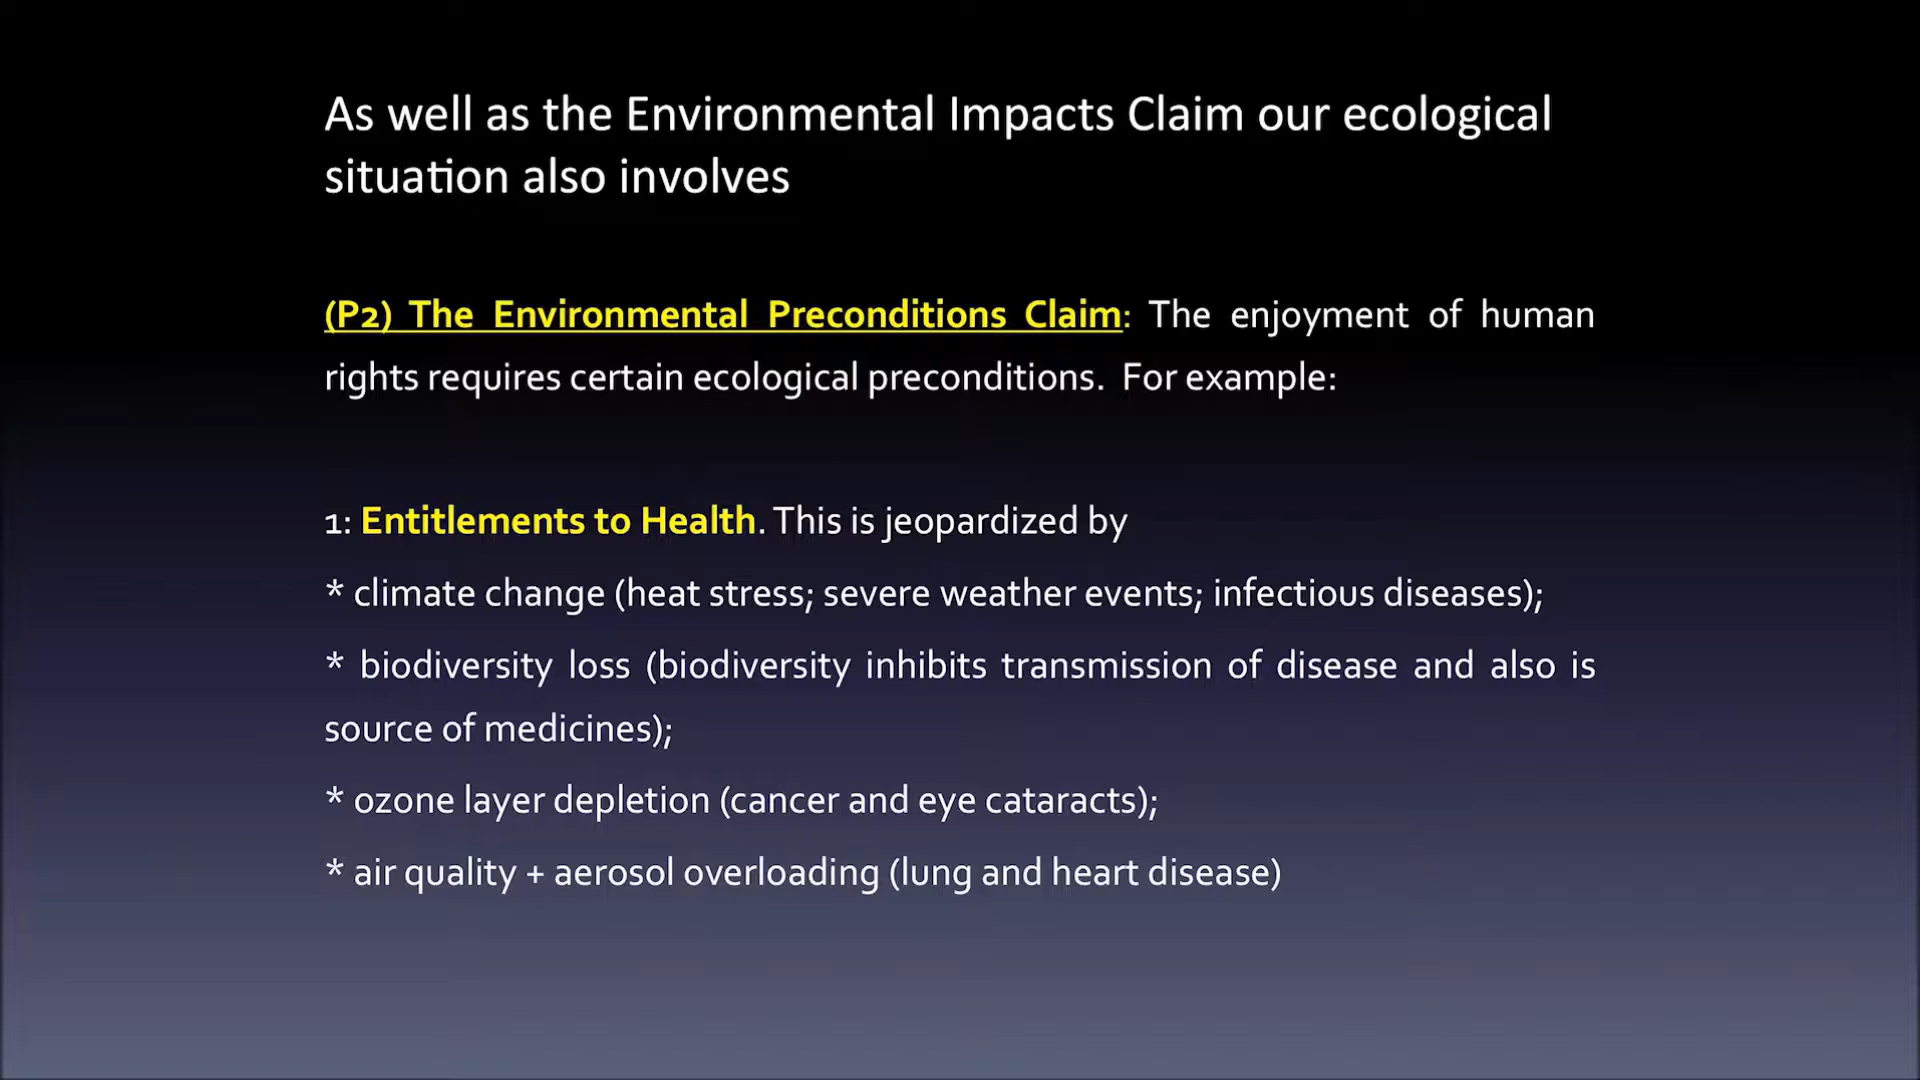 As well as the Environmental Impacts Claim our ecological
situation also involves
(P2) The Environmental Preconditions Claim: The enjoyment of human
rights requires certain ecological preconditions. For example:
1: Entitlements to Health. This is jeopardized by
* climate change (heat stress; severe weather events; infectious diseases);
* biodiversity loss (biodiversity inhibits transmission of disease and also is
source of medicines);
* ozone layer depletion (cancer and eye cataracts);
* air quality + aerosol overloading (lung and heart disease)